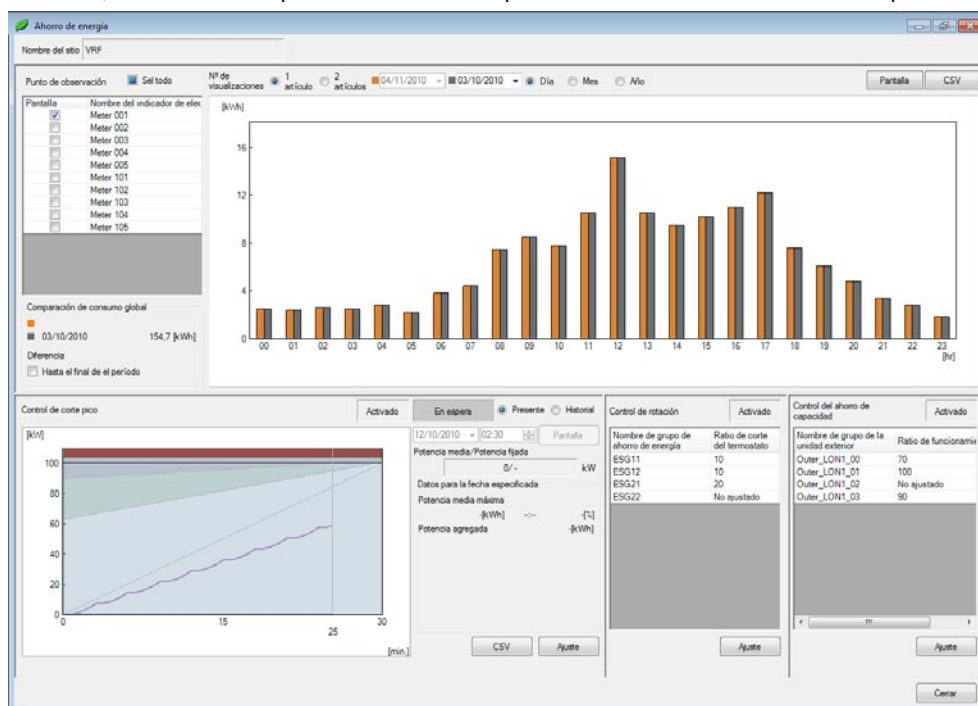 Ahorro de energía
Nombre del sitio VRF
Punto de observación Sel todo
Nº de visualizaciones 1 artículo 2 artículos 04/11/2010 03/10/2010 Día Mes Año Pantalla CSV
Pantalla Nombre del indicador de elec
Meter 001
Meter 002
Meter 003
Meter 004
Meter 005
Meter 101
Meter 102
Meter 103
Meter 104
Meter 105
[kWh]
16
12
8
4
0
00 01 02 03 04 05 06 07 08 09 10 11 12 13 14 15 16 17 18 19 20 21 22 23
[hr]
Comparación de consumo global
03/10/2010 154,7 [kWh]
Diferencia
Hasta el final de el período
Control de corte pico Activado
[kW]
100
80
60
40
20
0
0 15 25 30
[min.]
En espera Presente Historial
12/10/2010 02:30 Pantalla
Potencia media/Potencia fijada
0/- kW
Datos para la fecha especificada
Potencia media máxima
-[kWh] --:-- -[%]
Potencia agregada -[kWh]
CSV Ajuste
Control de rotación Activado
Nombre de grupo de ahorro de energía Ratio de corte del termostato
ESG11 10
ESG12 10
ESG21 20
ESG22 No ajustado
Ajuste
Control del ahorro de capacidad Activado
Nombre de grupo de la unidad exterior Ratio de funcionamie
Outer_LON1_00 70
Outer_LON1_01 100
Outer_LON1_02 No ajustado
Outer_LON1_03 90
Ajuste
Cerrar